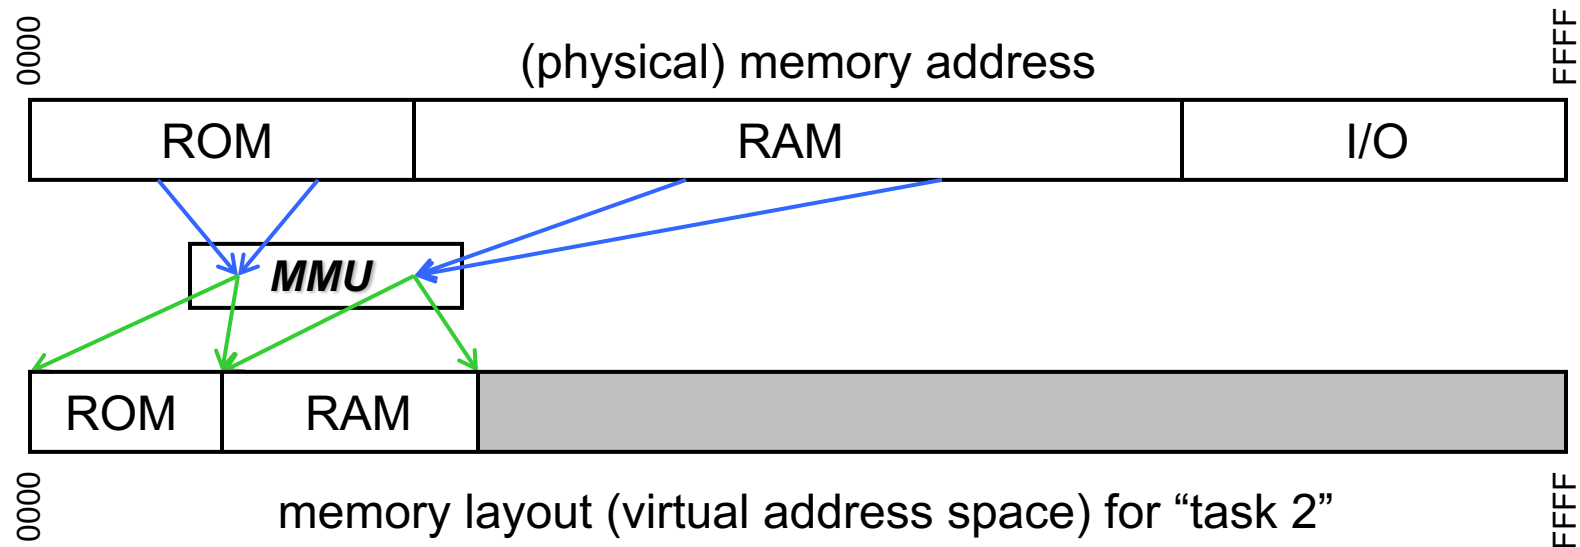 0000
FFFF
(physical) memory address
ROM RAM I/O
MMU
ROM RAM
0000
FFFF
memory layout (virtual address space) for “task 2”